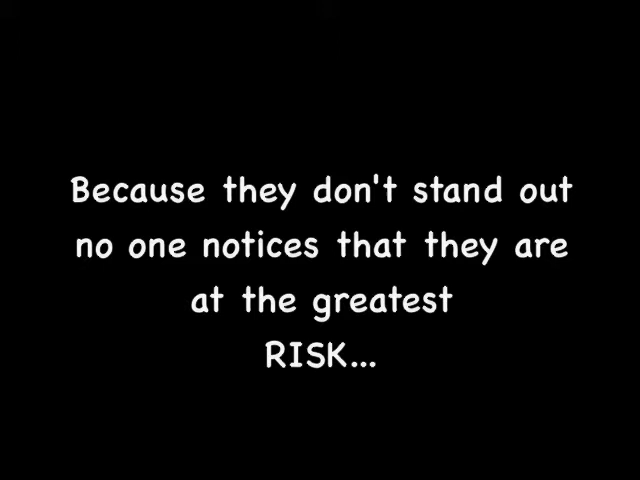 Because they don't stand out
no one notices that they are
at the greatest
RISK...